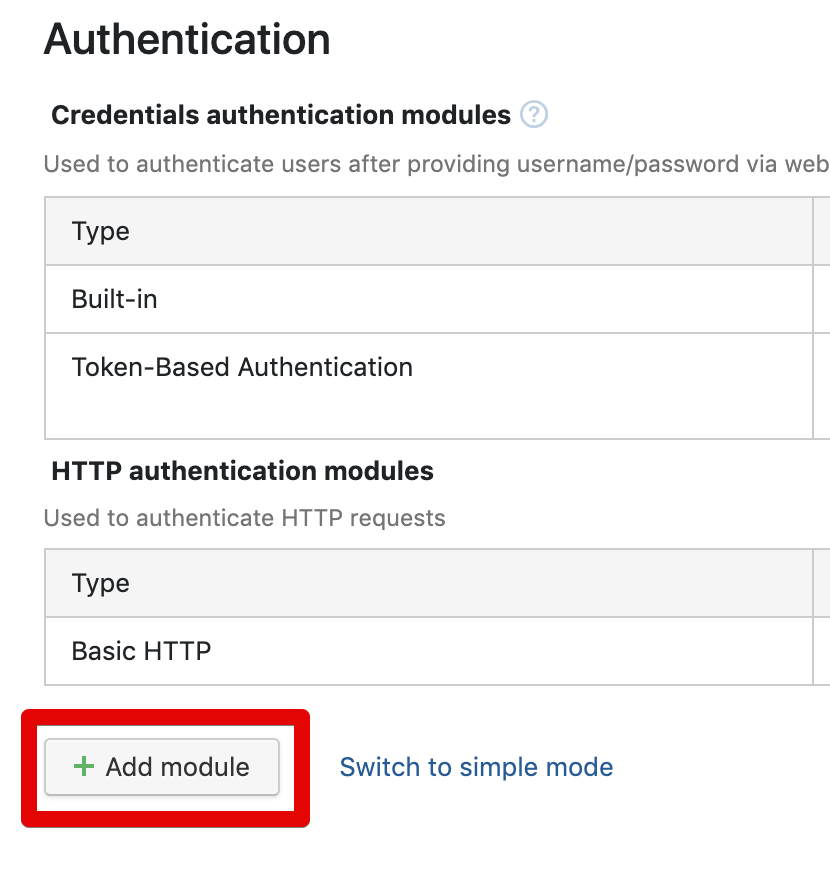 Authentication
Credentials authentication modules ?
Used to authenticate users after providing username/password via web
Type
Built-in
Token-Based Authentication
HTTP authentication modules
Used to authenticate HTTP requests
Type
Basic HTTP
+ Add module
Switch to simple mode